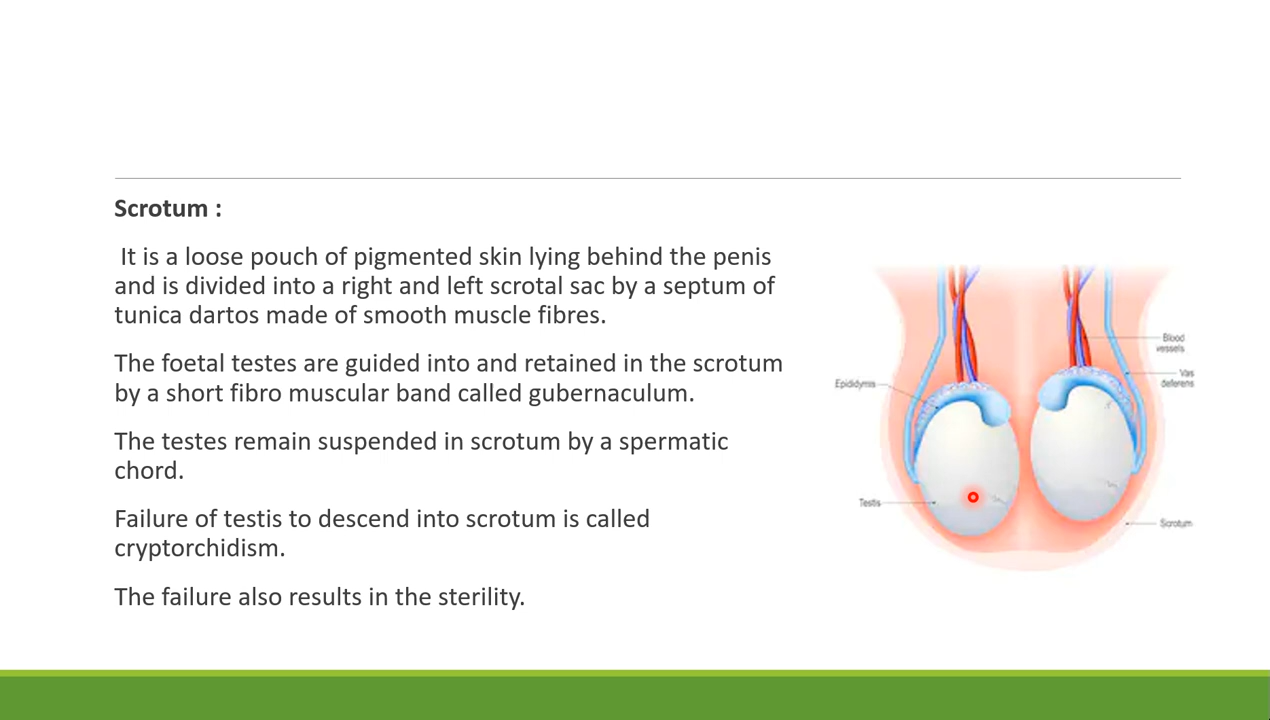 Scrotum :
It is a loose pouch of pigmented skin lying behind the penis
and is divided into a right and left scrotal sac by a septum of
tunica dartos made of smooth muscle fibres.
The foetal testes are guided into and retained in the scrotum
by a short fibro muscular band called gubernaculum.
The testes remain suspended in scrotum by a spermatic
chord.
Failure of testis to descend into scrotum is called
cryptorchidism.
The failure also results in the sterility.
Blood
vessels
Epididymis
Vas
deferens
Testis
Scrotum